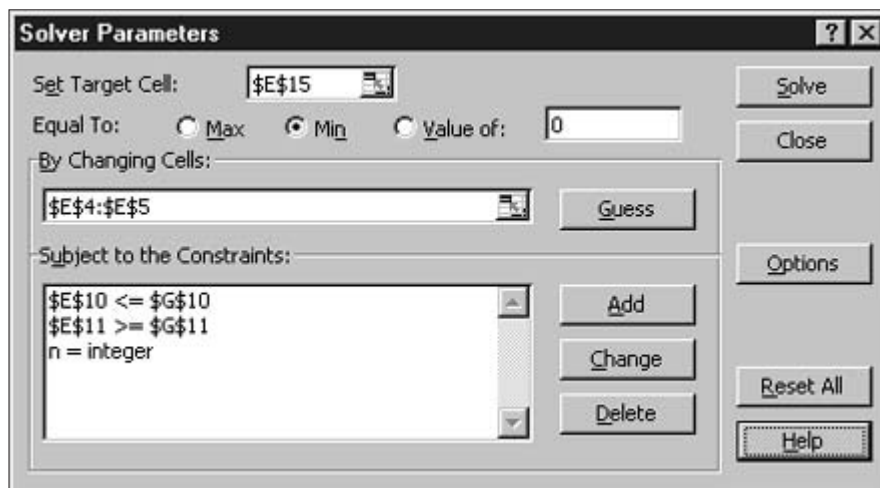 Solver Parameters
Set Target Cell: $E$15 Solve
Equal To: Max Min Value of: 0 Close
By Changing Cells:
$E$4:$E$5 Guess
Subject to the Constraints: Options
$E$10 <= $G$10 Add
$E$11 >= $G$11
n = integer Change
Reset All
Delete
Help